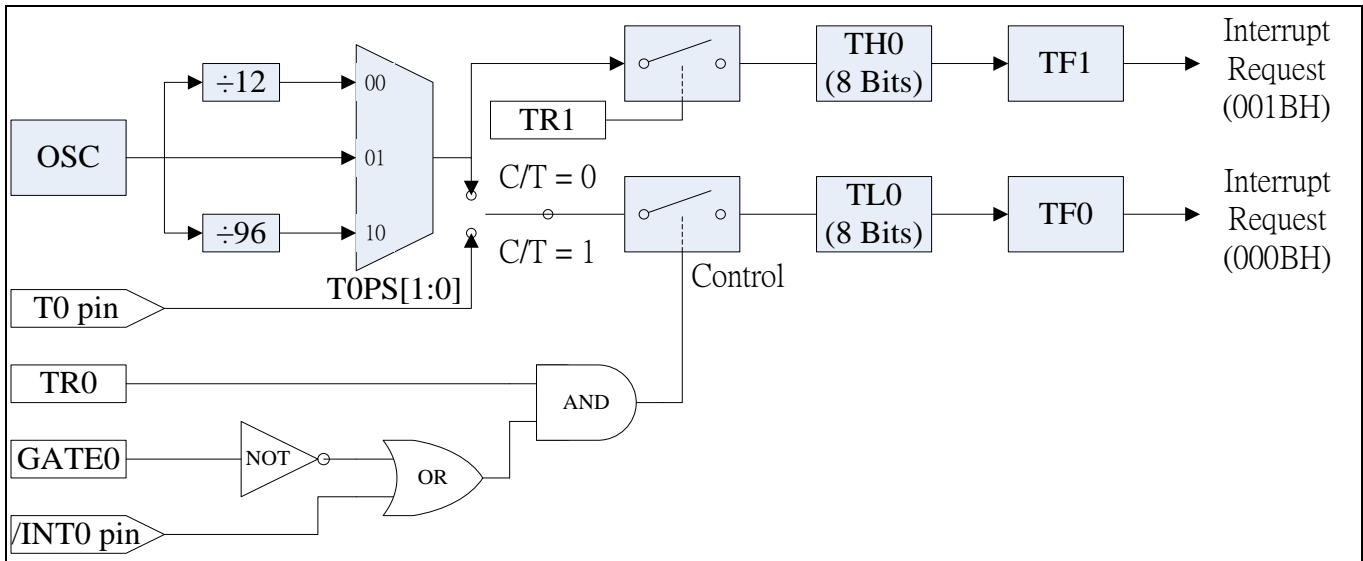 Interrupt
Request
(001BH)
÷12
00
TH0
(8 Bits)
TF1
TR1
OSC
01
C/T = 0
Interrupt
Request
(000BH)
÷96
10
TL0
(8 Bits)
TF0
C/T = 1
Control
T0PS[1:0]
T0 pin
TR0
AND
GATE0
NOT
OR
/INT0 pin